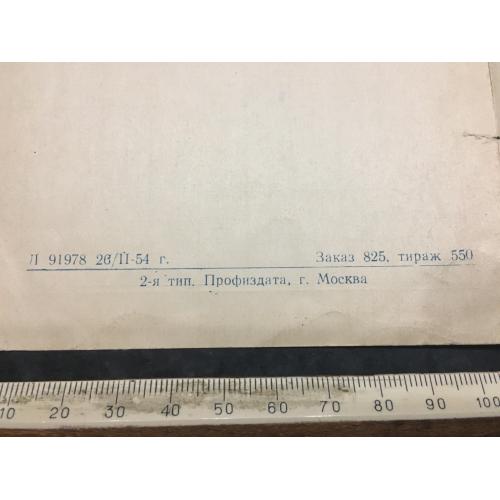 Л 91978 26/II-54 г. Заказ 825, тираж 550
2-я тип. Профиздата, г. Москва
10 20 30 40 50 60 70 80 90 100